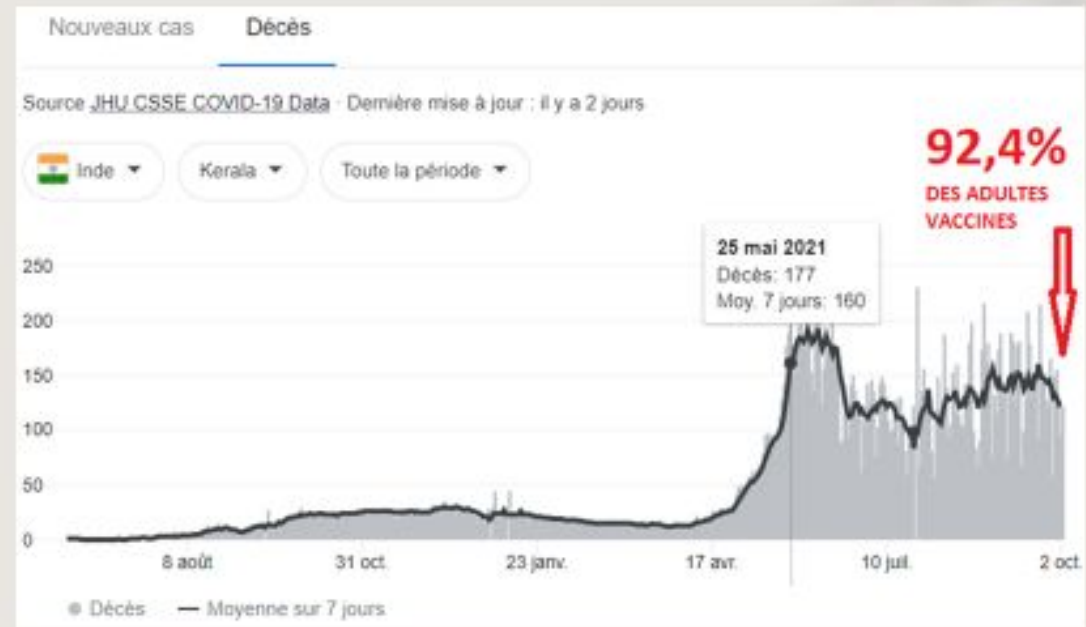 Nouveaux cas Décès
Source JHU CSSE COVID-19 Data · Dernière mise à jour : il y a 2 jours
92,4%
DES ADULTES
VACCINES
Inde Kerala Toute la période
25 mai 2021
Décès: 177
Moy. 7 jours: 160
250
200
150
100
50
0
8 août 31 oct. 23 janv. 17 avr. 10 juil. 2 oct.
Décès Moyenne sur 7 jours